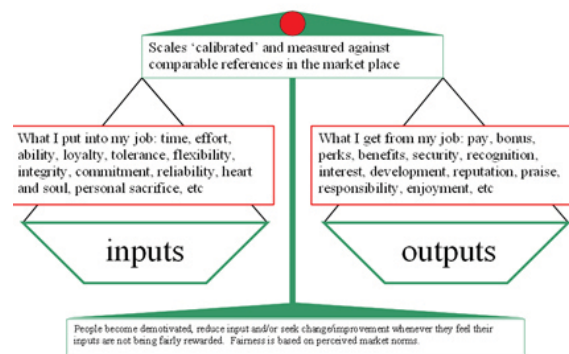 Scales ‘calibrated’ and measured against
comparable references in the market place
What I put into my job: time, effort,
ability, loyalty, tolerance, flexibility,
integrity, commitment, reliability, heart
and soul, personal sacrifice, etc
What I get from my job: pay, bonus,
perks, benefits, security, recognition,
interest, development, reputation, praise,
responsibility, enjoyment, etc
inputs
outputs
People become demotivated, reduce input and/or seek change/improvement whenever they feel their
inputs are not being fairly rewarded. Fairness is based on perceived market norms.